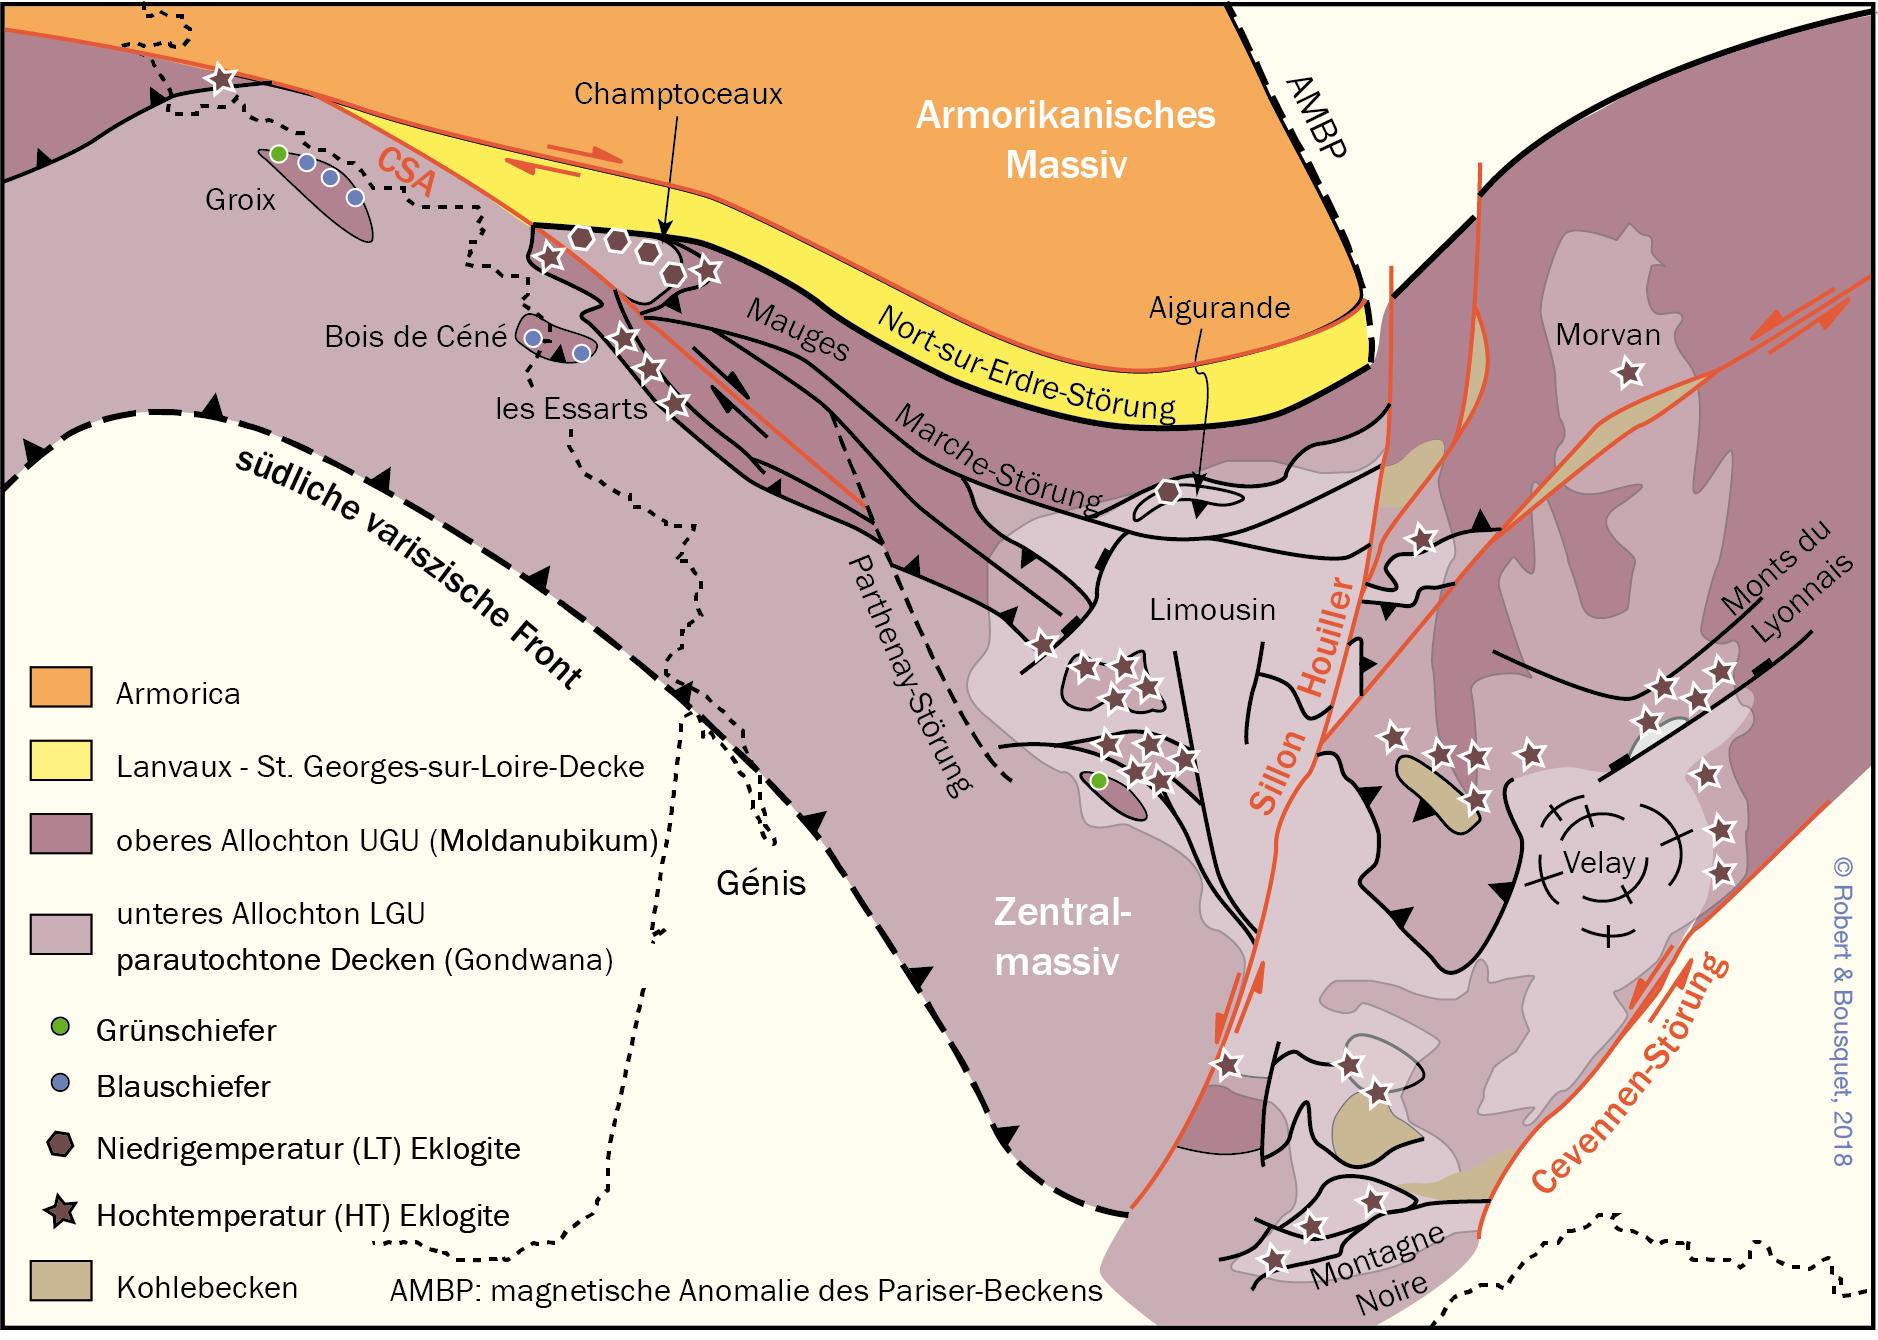 Champtoceaux
Armorikanisches
Massiv
AMBP
CSA
Groix
Mauges
Nort-sur-Erdre-Störung
Aigurande
Morvan
Bois de Céné
les Essarts
Marche-Störung
südliche variszische Front
Parthenay-Störung
Limousin
Sillon Houiller
Monts du
Lyonnais
Velay
Génis
Zentral-
massiv
Cevennen-Störung
Montagne
Noire
Armorica
Lanvaux - St. Georges-sur-Loire-Decke
oberes Allochton UGU (Moldanubikum)
unteres Allochton LGU
parautochtone Decken (Gondwana)
Grünschiefer
Blauschiefer
Niedrigemperatur (LT) Eklogite
Hochtemperatur (HT) Eklogite
Kohlebecken
AMBP: magnetische Anomalie des Pariser-Beckens
© Robert & Bousquet, 2018